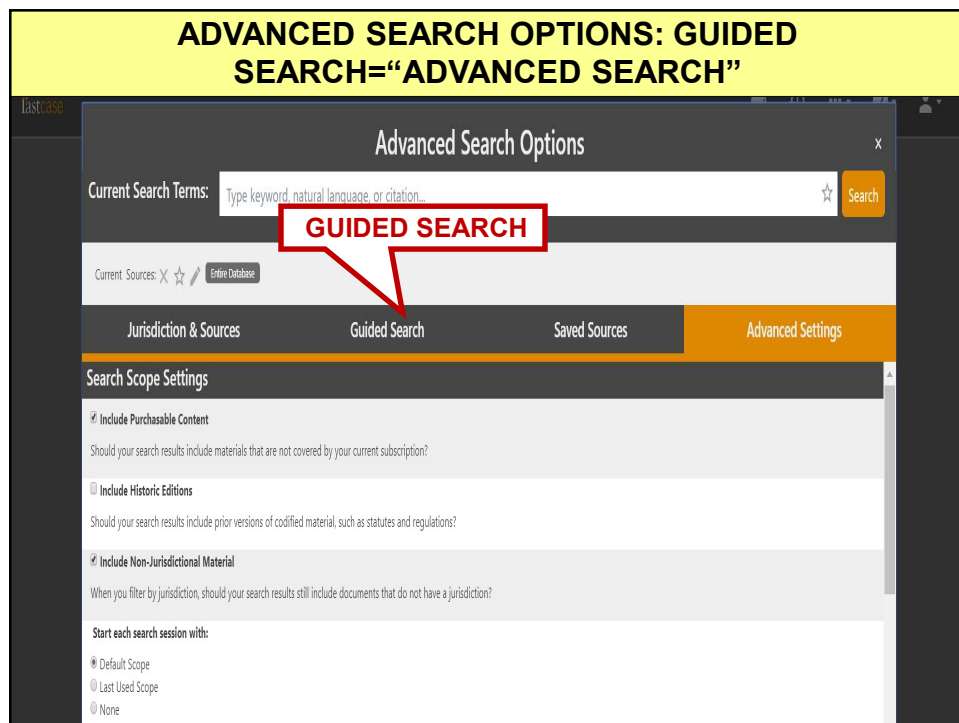 ADVANCED SEARCH OPTIONS: GUIDED
SEARCH=“ADVANCED SEARCH”
fastcase
Advanced Search Options
x
Current Search Terms:
Type keyword, natural language, or citation...
Search
GUIDED SEARCH
Current Sources:
Entire Database
Jurisdiction & Sources
Guided Search
Saved Sources
Advanced Settings
Search Scope Settings
Include Purchasable Content
Should your search results include materials that are not covered by your current subscription?
Include Historic Editions
Should your search results include prior versions of codified material, such as statutes and regulations?
Include Non-Jurisdictional Material
When you filter by jurisdiction, should your search results still include documents that do not have a jurisdiction?
Start each search session with:
Default Scope
Last Used Scope
None